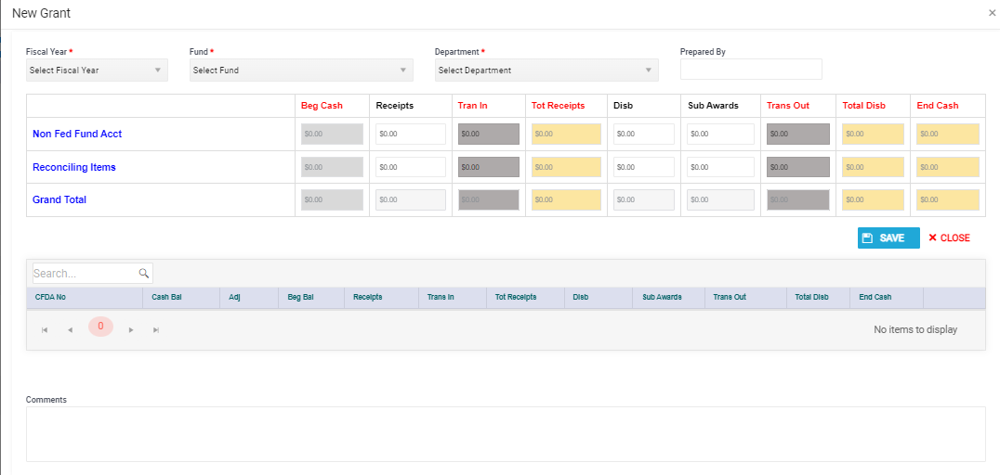 New Grant ×
Fiscal Year * Fund * Department * Prepared By
Select Fiscal Year Select Fund Select Department
Beg Cash Receipts Tran In Tot Receipts Disb Sub Awards Trans Out Total Disb End Cash
Non Fed Fund Acct $0.00 $0.00 $0.00 $0.00 $0.00 $0.00 $0.00 $0.00 $0.00
Reconciling Items $0.00 $0.00 $0.00 $0.00 $0.00 $0.00 $0.00 $0.00 $0.00
Grand Total $0.00 $0.00 $0.00 $0.00 $0.00 $0.00 $0.00 $0.00 $0.00
SAVE × CLOSE
Search...
CFDA No Cash Bal Adj Beg Bal Receipts Trans In Tot Receipts Disb Sub Awards Trans Out Total Disb End Cash
0 No items to display
Comments